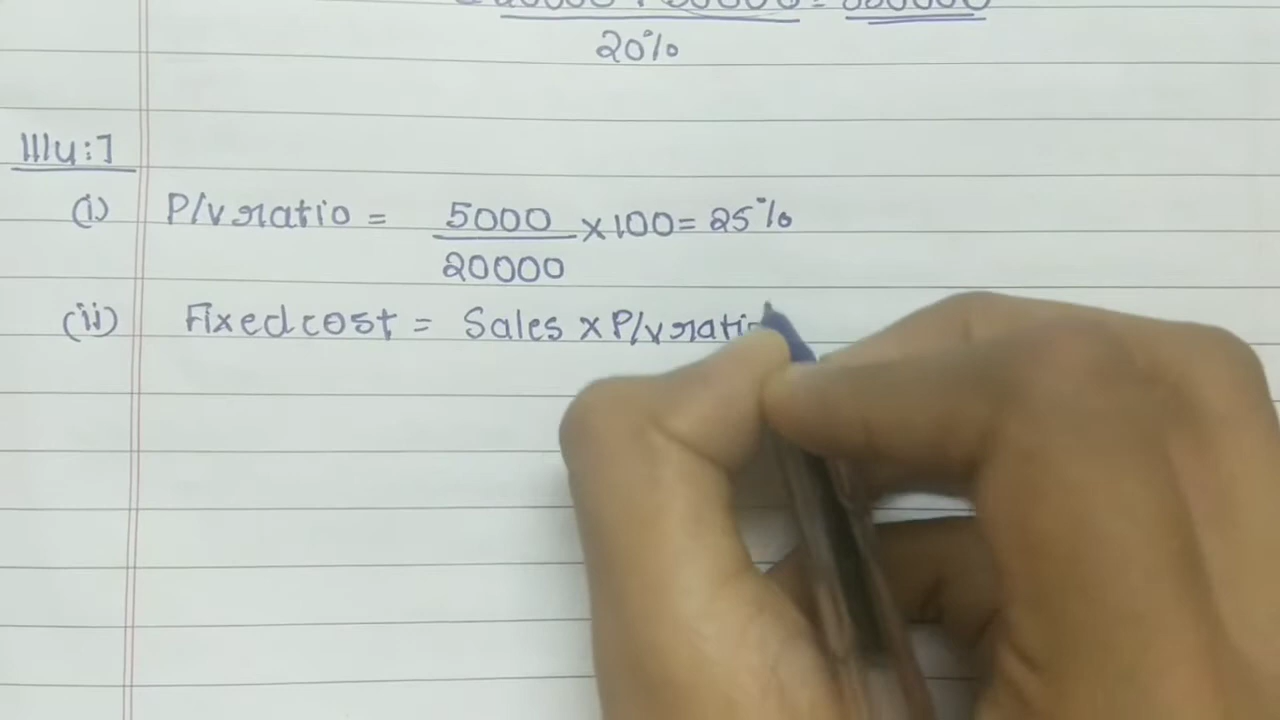 20%
Illu:7
(i) P/v ratio = 5000 × 100 = 25%
20000
(ii) Fixed cost = Sales × P/v ratio